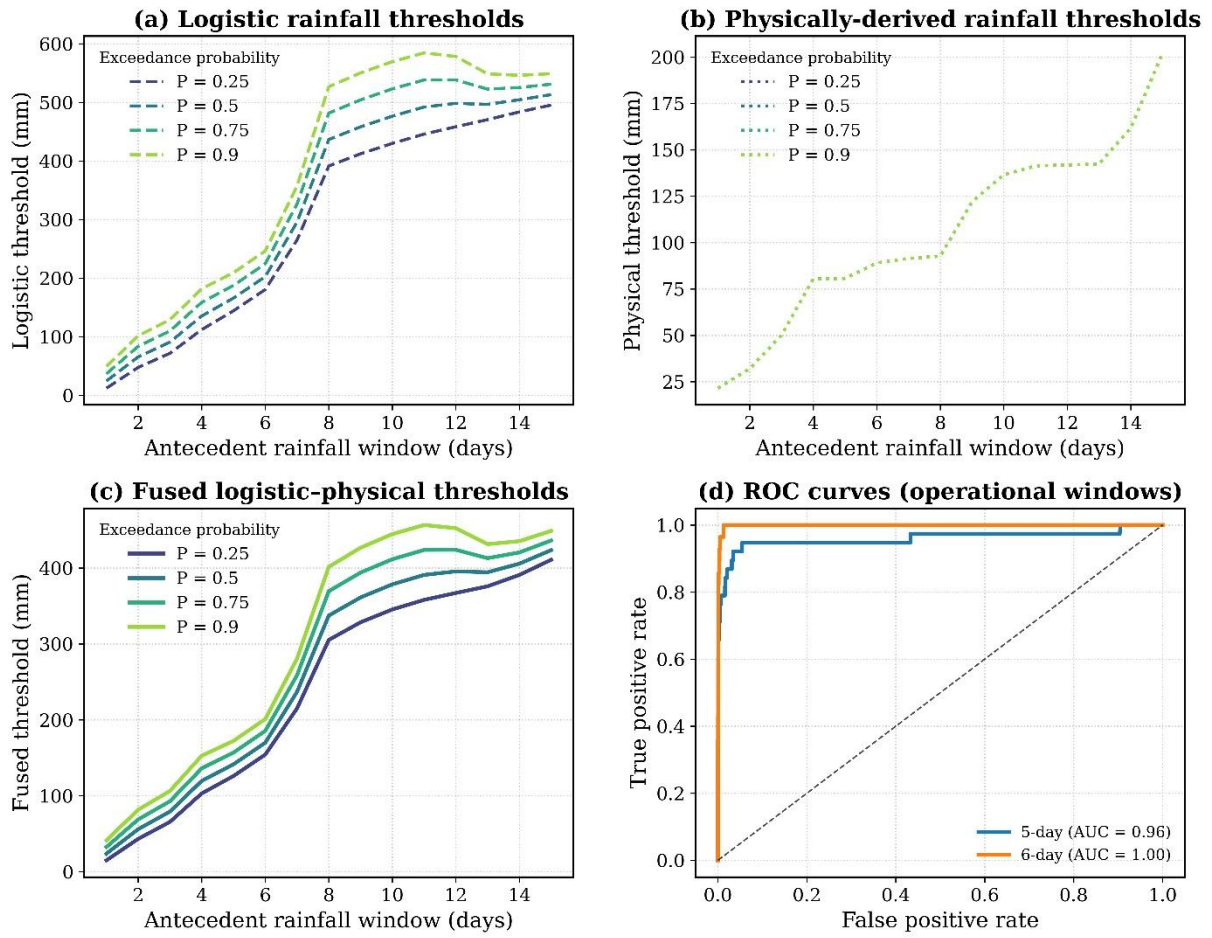 (a) Logistic rainfall thresholds
Logistic threshold (mm)
600
500
400
300
200
100
0
Exceedance probability
P = 0.25
P = 0.5
P = 0.75
P = 0.9
2 4 6 8 10 12 14
Antecedent rainfall window (days)
(b) Physically-derived rainfall thresholds
Physical threshold (mm)
200
175
150
125
100
75
50
25
Exceedance probability
P = 0.25
P = 0.5
P = 0.75
P = 0.9
2 4 6 8 10 12 14
Antecedent rainfall window (days)
(c) Fused logistic–physical thresholds
Fused threshold (mm)
400
300
200
100
0
Exceedance probability
P = 0.25
P = 0.5
P = 0.75
P = 0.9
2 4 6 8 10 12 14
Antecedent rainfall window (days)
(d) ROC curves (operational windows)
True positive rate
1.0
0.8
0.6
0.4
0.2
0.0
5-day (AUC = 0.96)
6-day (AUC = 1.00)
0.0 0.2 0.4 0.6 0.8 1.0
False positive rate